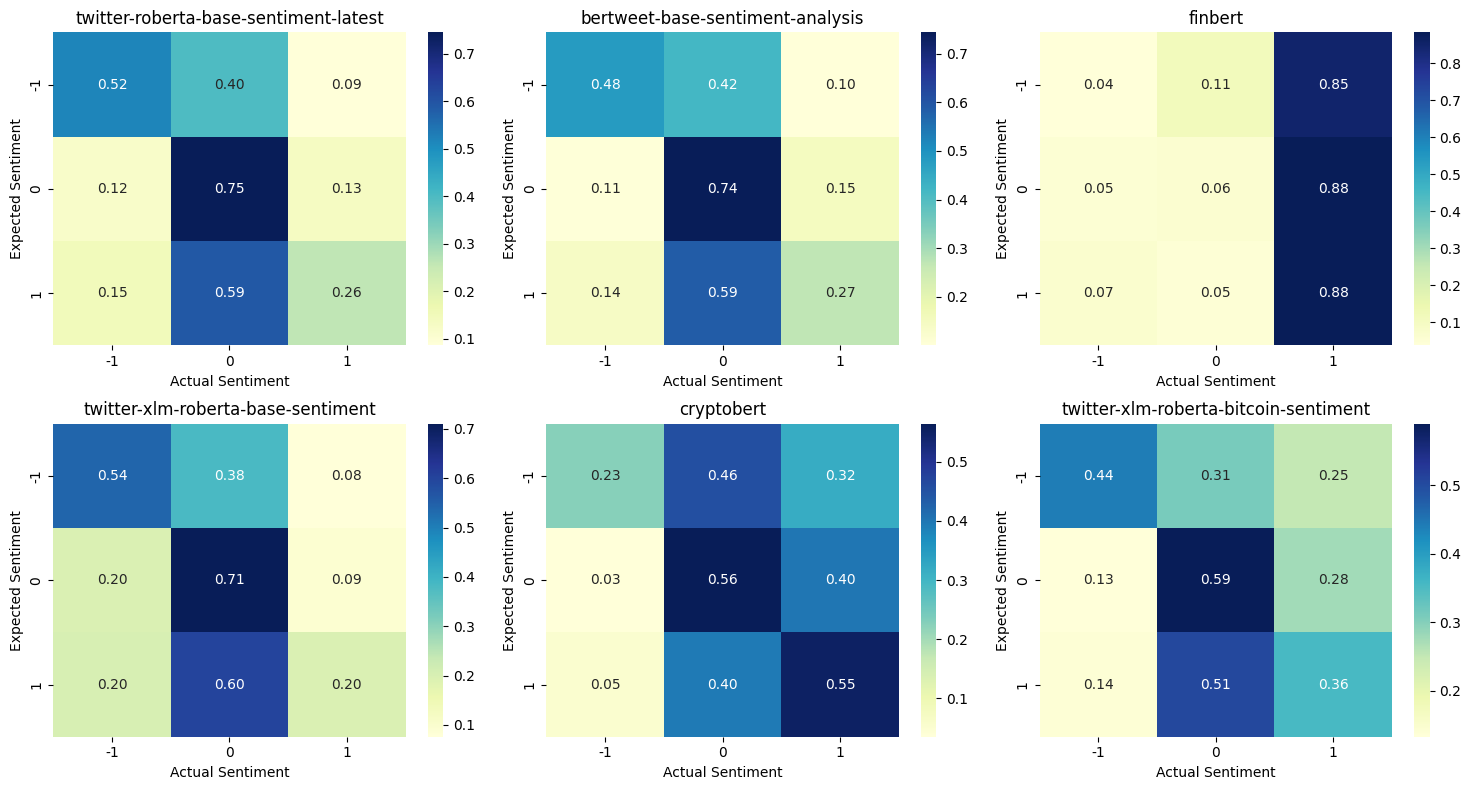 twitter-roberta-base-sentiment-latest
Expected Sentiment
-1
0
1
0.52 0.40 0.09
0.12 0.75 0.13
0.15 0.59 0.26
-1 0 1
Actual Sentiment
0.7
0.6
0.5
0.4
0.3
0.2
0.1
bertweet-base-sentiment-analysis
Expected Sentiment
-1
0
1
0.48 0.42 0.10
0.11 0.74 0.15
0.14 0.59 0.27
-1 0 1
Actual Sentiment
0.7
0.6
0.5
0.4
0.3
0.2
finbert
Expected Sentiment
-1
0
1
0.04 0.11 0.85
0.05 0.06 0.88
0.07 0.05 0.88
-1 0 1
Actual Sentiment
0.8
0.7
0.6
0.5
0.4
0.3
0.2
0.1
twitter-xlm-roberta-base-sentiment
Expected Sentiment
-1
0
1
0.54 0.38 0.08
0.20 0.71 0.09
0.20 0.60 0.20
-1 0 1
Actual Sentiment
0.7
0.6
0.5
0.4
0.3
0.2
0.1
cryptobert
Expected Sentiment
-1
0
1
0.23 0.46 0.32
0.03 0.56 0.40
0.05 0.40 0.55
-1 0 1
Actual Sentiment
0.5
0.4
0.3
0.2
0.1
twitter-xlm-roberta-bitcoin-sentiment
Expected Sentiment
-1
0
1
0.44 0.31 0.25
0.13 0.59 0.28
0.14 0.51 0.36
-1 0 1
Actual Sentiment
0.5
0.4
0.3
0.2